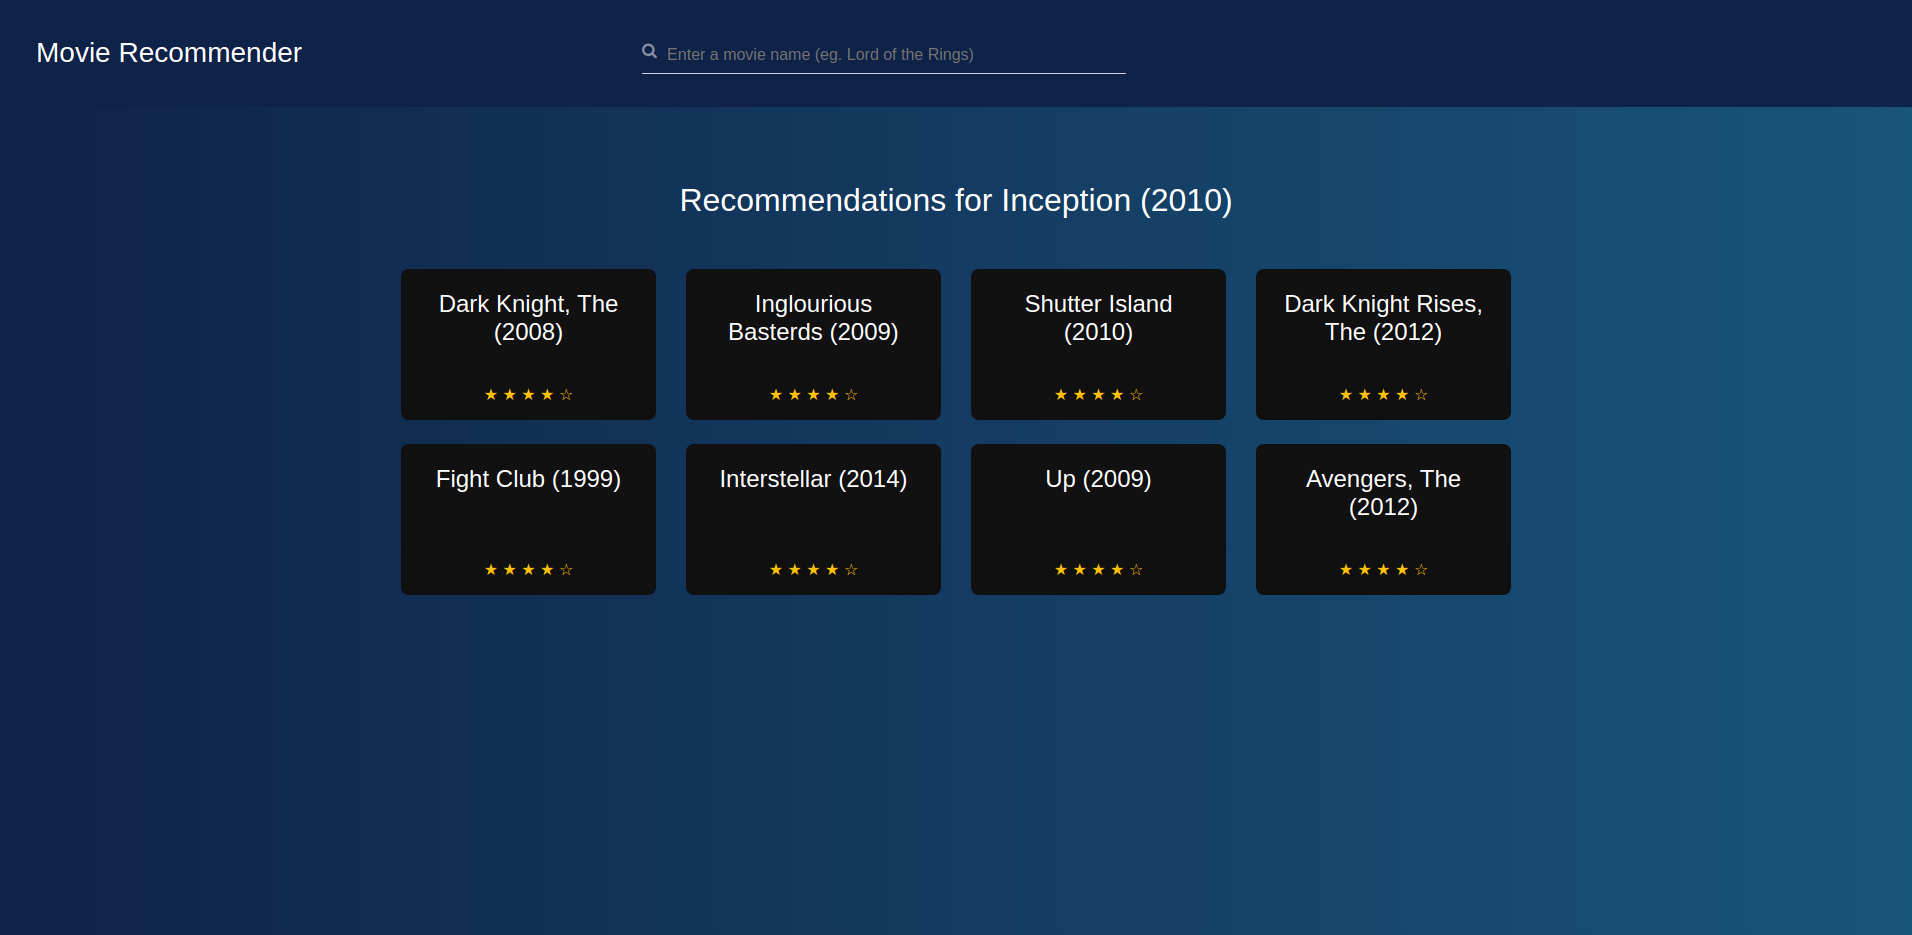 Movie Recommender
Enter a movie name (eg. Lord of the Rings)
Recommendations for Inception (2010)
Dark Knight, The
(2008)
★ ★ ★ ★ ☆
Inglourious
Basterds (2009)
★ ★ ★ ★ ☆
Shutter Island
(2010)
★ ★ ★ ★ ☆
Dark Knight Rises,
The (2012)
★ ★ ★ ★ ☆
Fight Club (1999)
★ ★ ★ ★ ☆
Interstellar (2014)
★ ★ ★ ★ ☆
Up (2009)
★ ★ ★ ★ ☆
Avengers, The
(2012)
★ ★ ★ ★ ☆